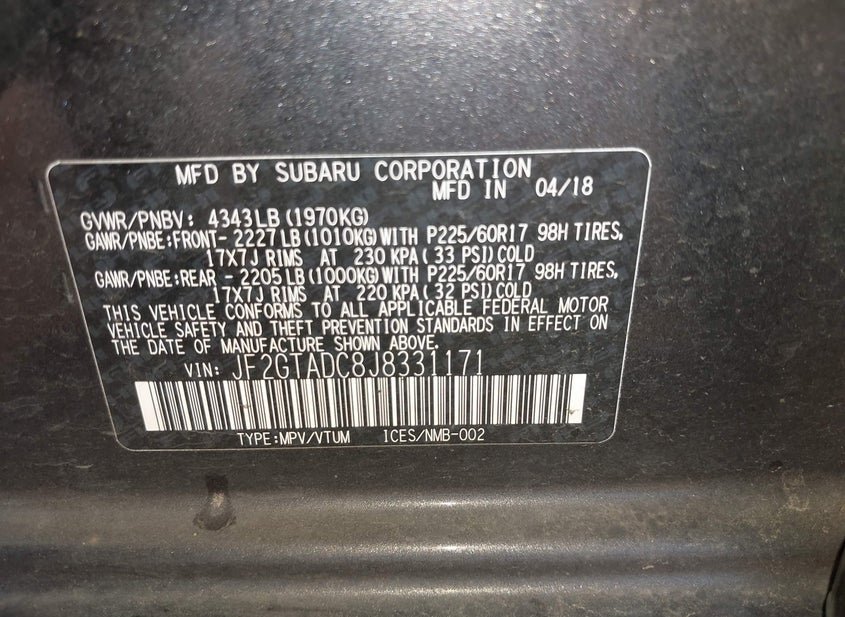 MFD BY SUBARU CORPORATION
MFD IN 04/18
GVWR/PNBV: 4343LB(1970KG)
GAWR/PNBE:FRONT- 2227LB(1010KG)WITH P225/60R17 98H TIRES,
17X7J RIMS AT 230 KPA( 33 PSI)COLD
GAWR/PNBE:REAR - 2205LB(1000KG)WITH P225/60R17 98H TIRES,
17X7J RIMS AT 220 KPA( 32 PSI)COLD
THIS VEHICLE CONFORMS TO ALL APPLICABLE FEDERAL MOTOR
VEHICLE SAFETY AND THEFT PREVENTION STANDARDS IN EFFECT ON
THE DATE OF MANUFACTURE SHOWN ABOVE.
VIN: JF2GTADC8J8331171
TYPE:MPV/VTUM ICES/NMB-002